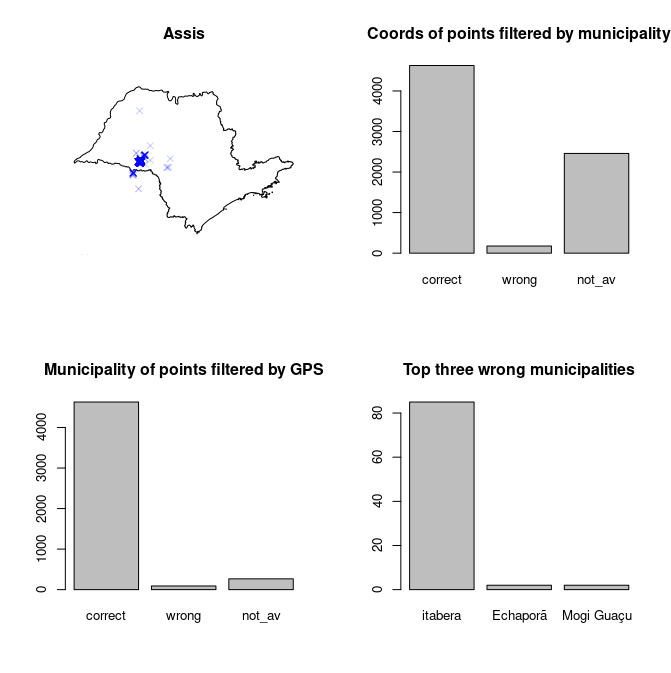 Assis
Coords of points filtered by municipality
4000
3000
2000
1000
0
correct wrong not_av
Municipality of points filtered by GPS
4000
3000
2000
1000
0
correct wrong not_av
Top three wrong municipalities
80
60
40
20
0
itabera Echaporã Mogi Guaçu